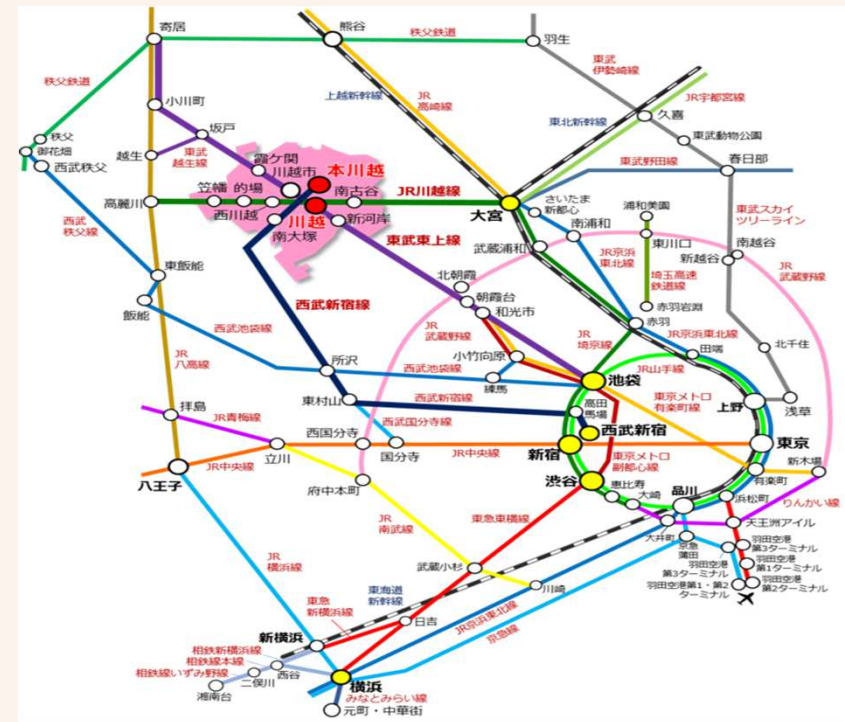 寄居
熊谷
秩父鉄道
羽生
東武
伊勢崎線
秩父鉄道
上越新幹線
JR
高崎線
東北新幹線
JR宇都宮線
久喜
小川町
坂戸
東武動物公園
秩父
御花畑
西武秩父
越生
東武
越生線
霞ケ関
川越市
本川越
東武野田線
春日部
笠幡
的場
南古谷
JR川越線
高麗川
西川越
川越
新河岸
南大塚
大宮
さいたま
新都心
浦和美園
東武スカイ
ツリーライン
西武
秩父線
東武東上線
武蔵浦和
南浦和
東川口
南越谷
新越谷
JR京浜
東北線
埼玉高速
鉄道線
JR
武蔵野線
東飯能
飯能
北朝霞
朝霞台
和光市
西武新宿線
赤羽岩淵
赤羽
JR京浜東北線
西武池袋線
JR
武蔵野線
小竹向原
JR
埼京線
田端
北千住
JR
八高線
所沢
西武池袋線
練馬
池袋
JR山手線
東京メトロ
有楽町線
東村山
西武新宿線
高田
馬場
上野
浅草
拝島
JR青梅線
西武国分寺線
西武新宿
西国分寺
立川
国分寺
JR中央線
JR中央線
新宿
東京
八王子
東京メトロ
副都心線
有楽町
新木場
府中本町
渋谷
恵比寿
大崎
品川
浜松町
りんかい線
JR
南武線
東急東横線
大井町
天王洲アイル
京急
蒲田
羽田空港
第3ターミナル
羽田空港
第3ターミナル
羽田空港
第1ターミナル
羽田空港第1・第2
ターミナル
羽田空港
第2ターミナル
JR
横浜線
武蔵小杉
川崎
東海道
新幹線
東急
新横浜線
日吉
JR京浜東北線
京急線
新横浜
相鉄新横浜線
相鉄線本線
相鉄線いずみ野線
西谷
二俣川
湘南台
横浜
みなとみらい線
元町・中華街